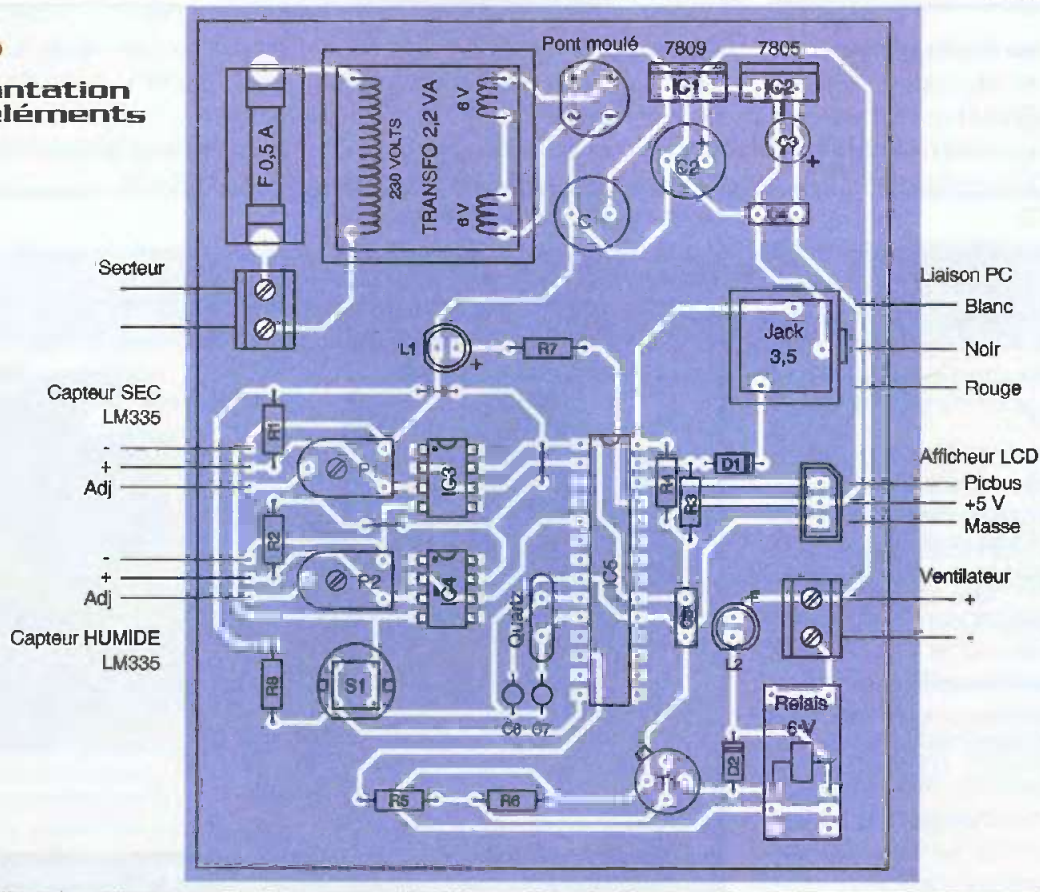 antation
éléments
Pont moulé
7809
7805
IC1
IC2
F 0,5 A
230 VOLTS
TRANSFO 2,2 VA
6 V
6 V
C2
C3
+
+
Secteur
Liaison PC
Blanc
Noir
Rouge
Jack
3,5
L1
+
R7
Capteur SEC
LM335
-
+
Adj
R1
P1
IC3
R4
R3
D1
Afficheur LCD
Picbus
+5 V
Masse
R2
-
+
Adj
P2
IC4
Quartz
Capteur HUMIDE
LM335
Ventilateur
+
-
L2
R8
S1
C6
C7
Relais
6 V
D2
R5
R6
T1